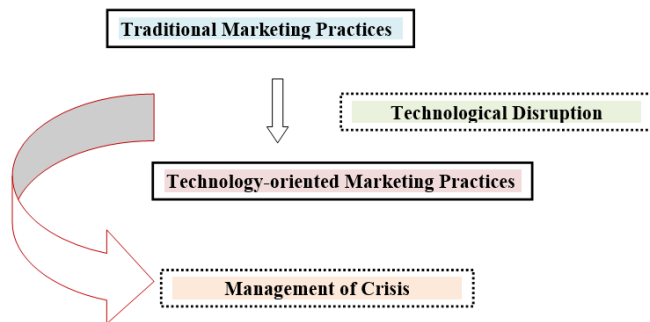 Traditional Marketing Practices
Technological Disruption
Technology-oriented Marketing Practices
Management of Crisis